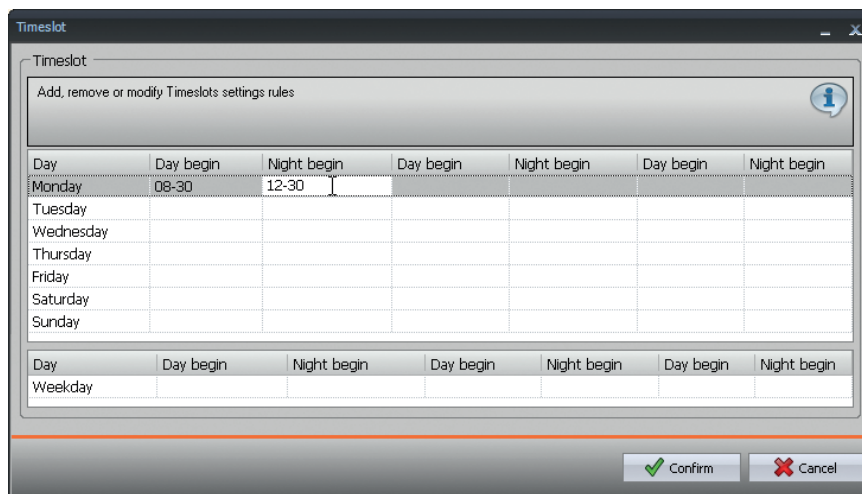 Timeslot
Timeslot
Add, remove or modify Timeslots settings rules
Day Day begin Night begin Day begin Night begin Day begin Night begin
Monday 08-30 12-30
Tuesday
Wednesday
Thursday
Friday
Saturday
Sunday
Day Day begin Night begin Day begin Night begin Day begin Night begin
Weekday
Confirm Cancel